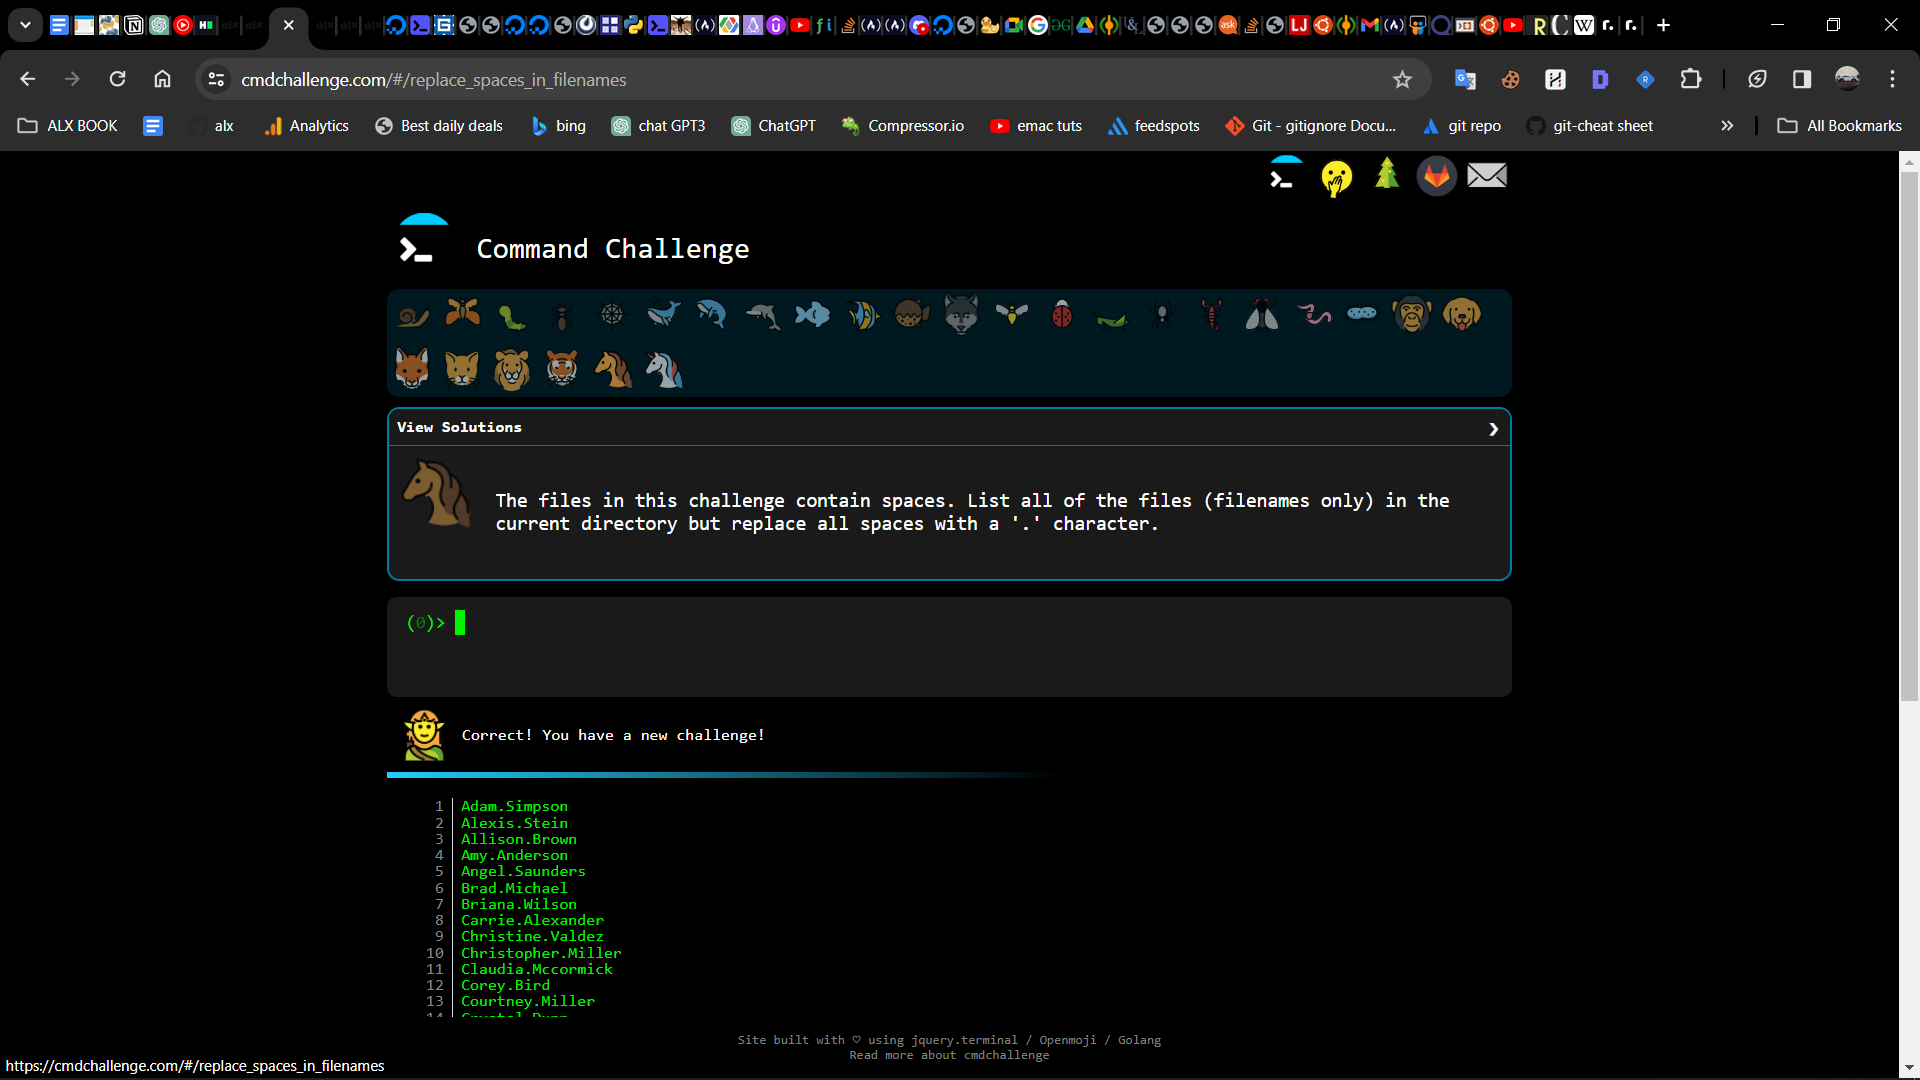 cmdchallenge.com/#/replace_spaces_in_filenames
ALX BOOK
alx
Analytics
Best daily deals
bing
chat GPT3
ChatGPT
Compressor.io
emac tuts
feedspots
Git - gitignore Docu...
git repo
git-cheat sheet
All Bookmarks
Command Challenge
View Solutions
The files in this challenge contain spaces. List all of the files (filenames only) in the
current directory but replace all spaces with a '.' character.
(0)>
Correct! You have a new challenge!
1 Adam.Simpson
2 Alexis.Stein
3 Allison.Brown
4 Amy.Anderson
5 Angel.Saunders
6 Brad.Michael
7 Briana.Wilson
8 Carrie.Alexander
9 Christine.Valdez
10 Christopher.Miller
11 Claudia.Mccormick
12 Corey.Bird
13 Courtney.Miller
Site built with ♡ using jquery.terminal / Openmoji / Golang
Read more about cmdchallenge
https://cmdchallenge.com/#/replace_spaces_in_filenames